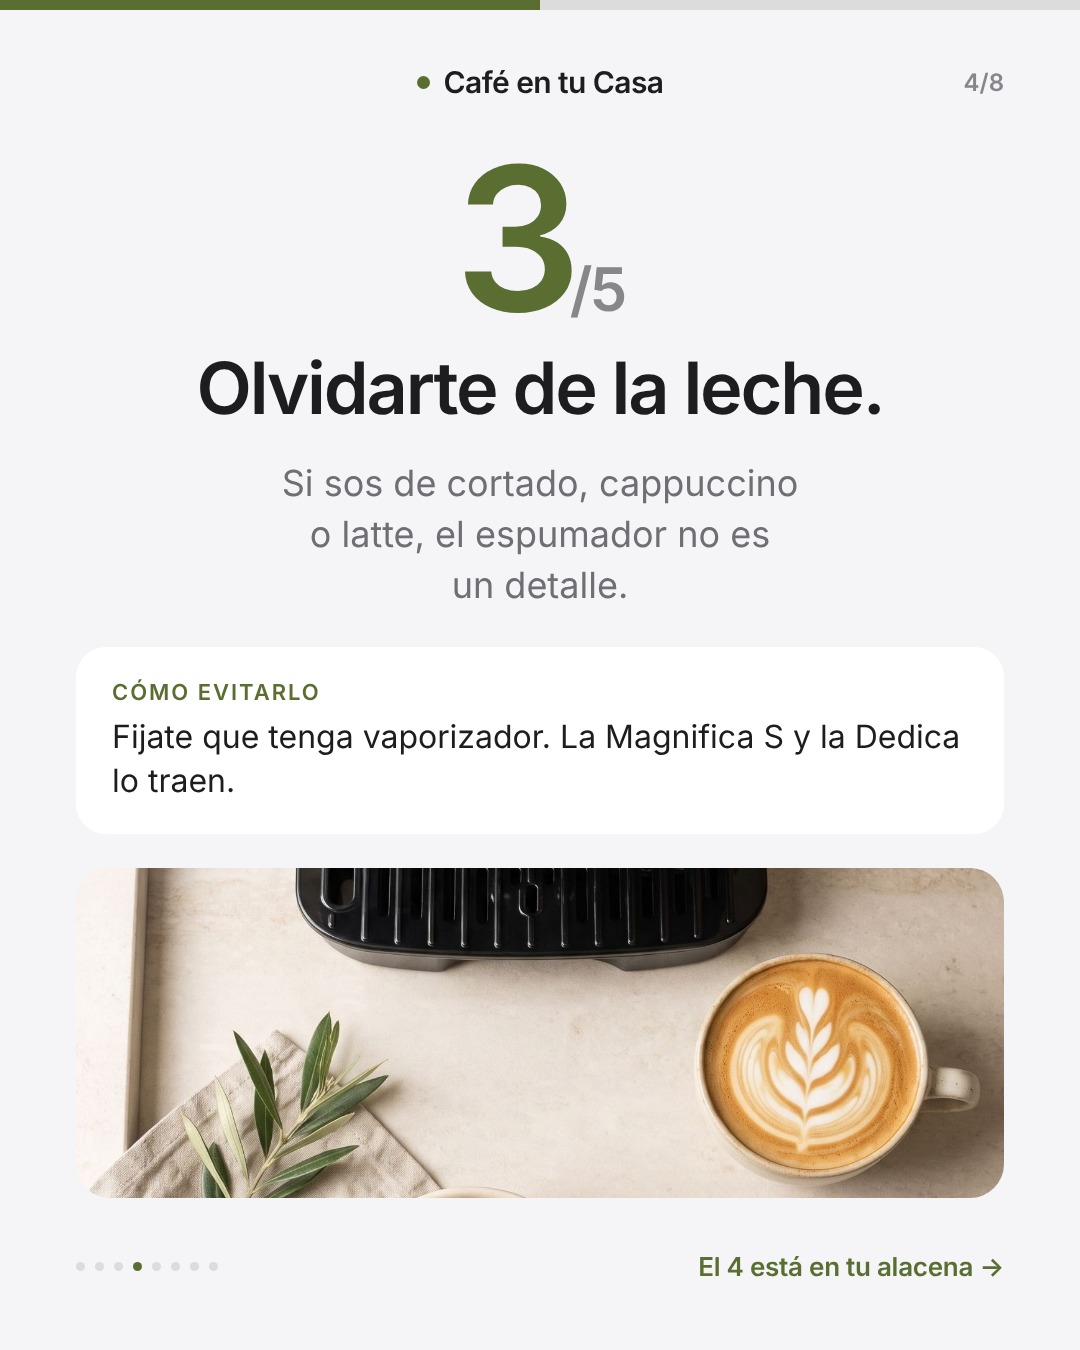 Café en tu Casa
4/8
3/5
Olvidarte de la leche.
Si sos de cortado, cappuccino
o latte, el espumador no es
un detalle.
CÓMO EVITARLO
Fijate que tenga vaporizador. La Magnifica S y la Dedica
lo traen.
El 4 está en tu alacena →